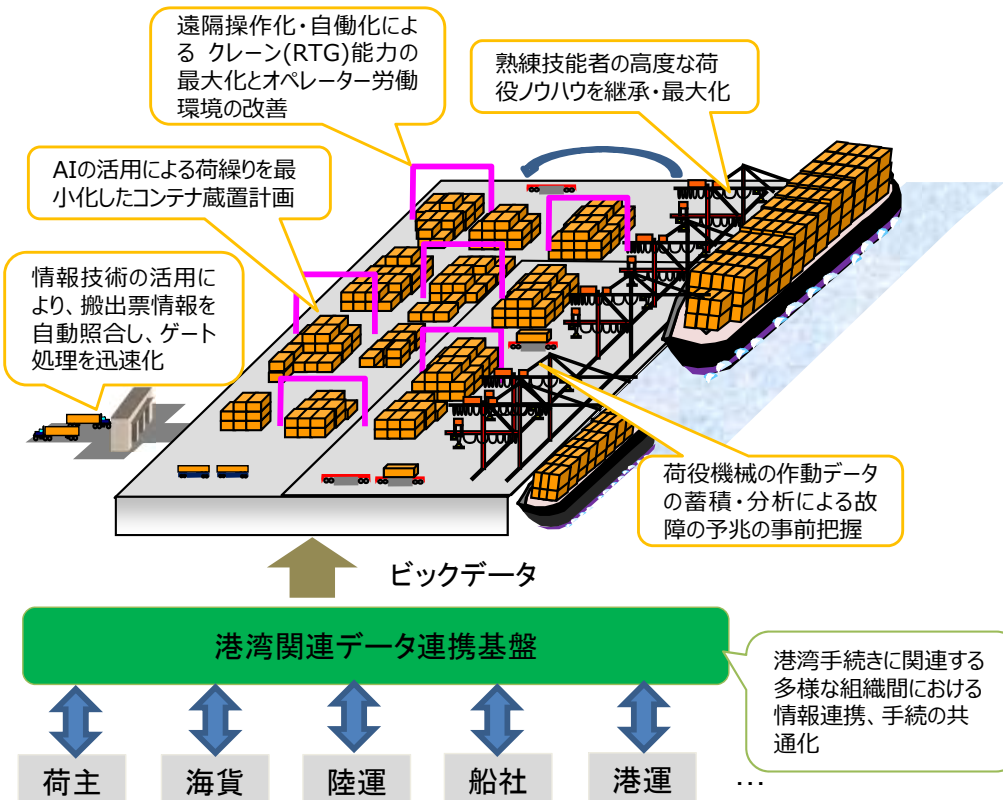 遠隔操作化・自働化によ
る クレーン(RTG)能力の
最大化とオペレーター労働
環境の改善
熟練技能者の高度な荷
役ノウハウを継承・最大化
AIの活用による荷繰りを最
小化したコンテナ蔵置計画
情報技術の活用によ
り、搬出票情報を
自動照合し、ゲート
処理を迅速化
荷役機械の作動データ
の蓄積・分析による故
障の予兆の事前把握
ビックデータ
港湾関連データ連携基盤
港湾手続きに関連する
多様な組織間における
情報連携、手続の共
通化
荷主
海貨
陸運
船社
港運
…